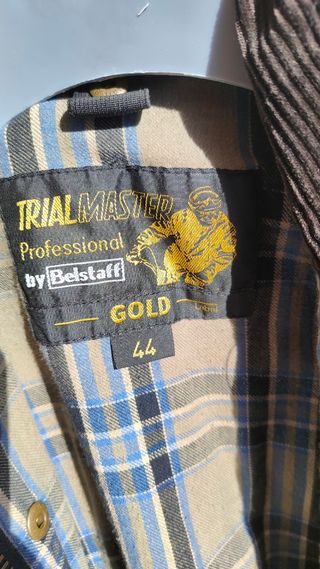 TRIALMASTER
Professional
by Belstaff
GOLD
44